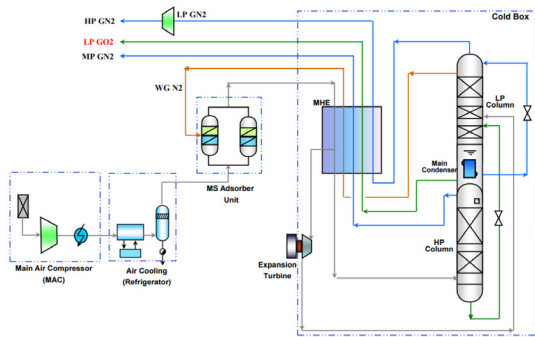 LP GN2
HP GN2
Cold Box
LP GO2
MP GN2
WG N2
MHE
LP
Column
Main
Condenser
MS Adsorber
Unit
HP
Column
Main Air Compressor
(MAC)
Air Cooling
(Refrigerator)
Expansion
Turbine